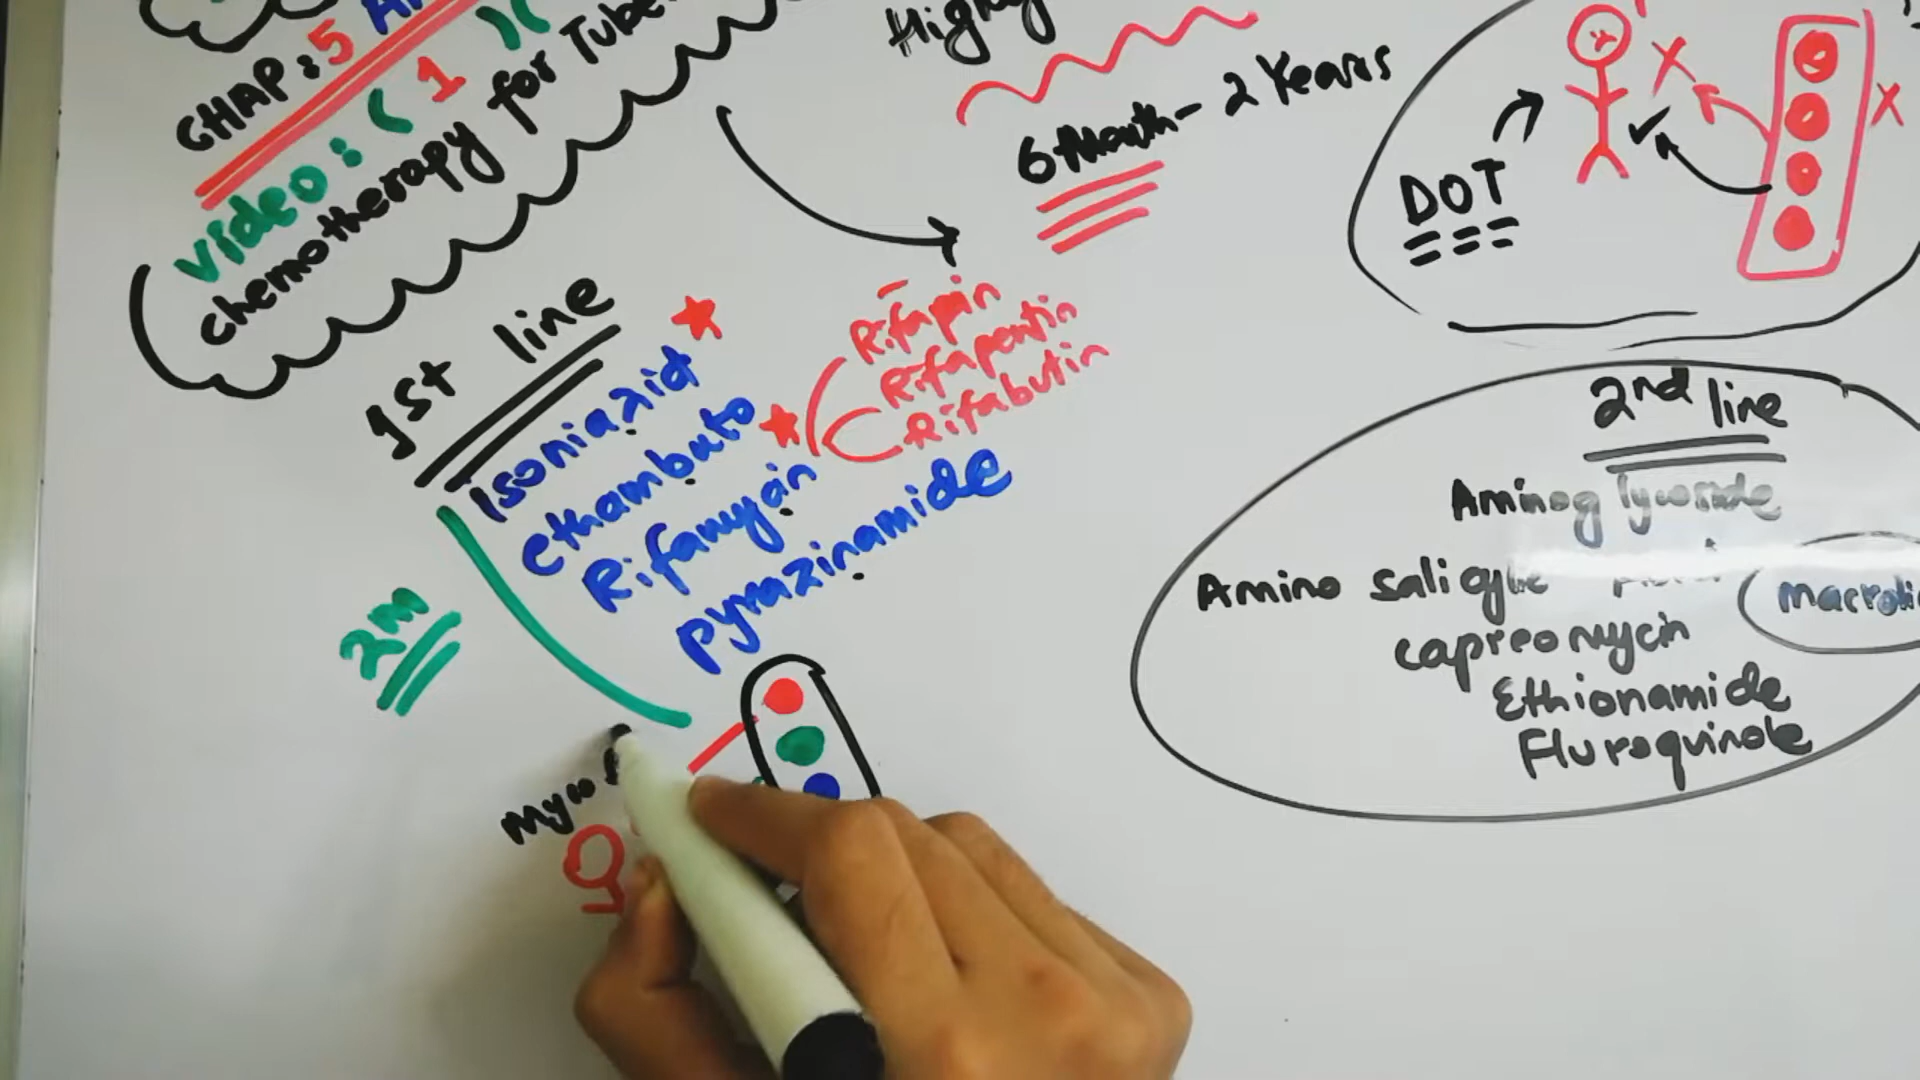 CHAP: 5
Video: ( 1 )(
chemotherapy for Tube
Highly
6 Month - 2 Years
DOT
1st line
Isoniazid
ethambuto
Rifamycin
pyrazinamide
Rifapin
Rifapentin
Rifabutin
2M
Myco
2nd line
Aminoglycoside
Amino salicylic
Macroli
capreomycin
Ethionamide
Fluroquinole